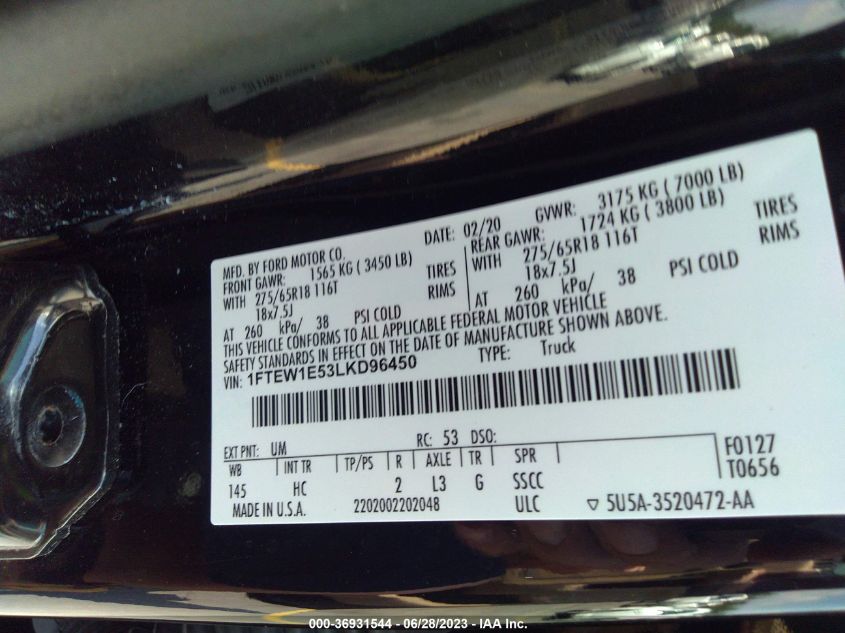 MFD. BY FORD MOTOR CO. DATE: 02/20 GVWR: 3175 KG ( 7000 LB)
FRONT GAWR: 1565 KG ( 3450 LB) REAR GAWR: 1724 KG ( 3800 LB)
WITH 275/65R18 116T TIRES WITH 275/65R18 116T TIRES
18x7.5J RIMS 18x7.5J RIMS
AT 260 kPa/ 38 PSI COLD AT 260 kPa/ 38 PSI COLD
THIS VEHICLE CONFORMS TO ALL APPLICABLE FEDERAL MOTOR VEHICLE
SAFETY STANDARDS IN EFFECT ON THE DATE OF MANUFACTURE SHOWN ABOVE.
VIN: 1FTEW1E53LKD96450 TYPE: Truck
EXT PNT: UM RC: 53 DSO:
WB INT TR TP/PS R AXLE TR SPR F0127
145 HC 2 L3 G SSCC T0656
MADE IN U.S.A. 2202002202048 ULC ▽ 5U5A-3520472-AA
000-36931544 - 06/28/2023 - IAA Inc.